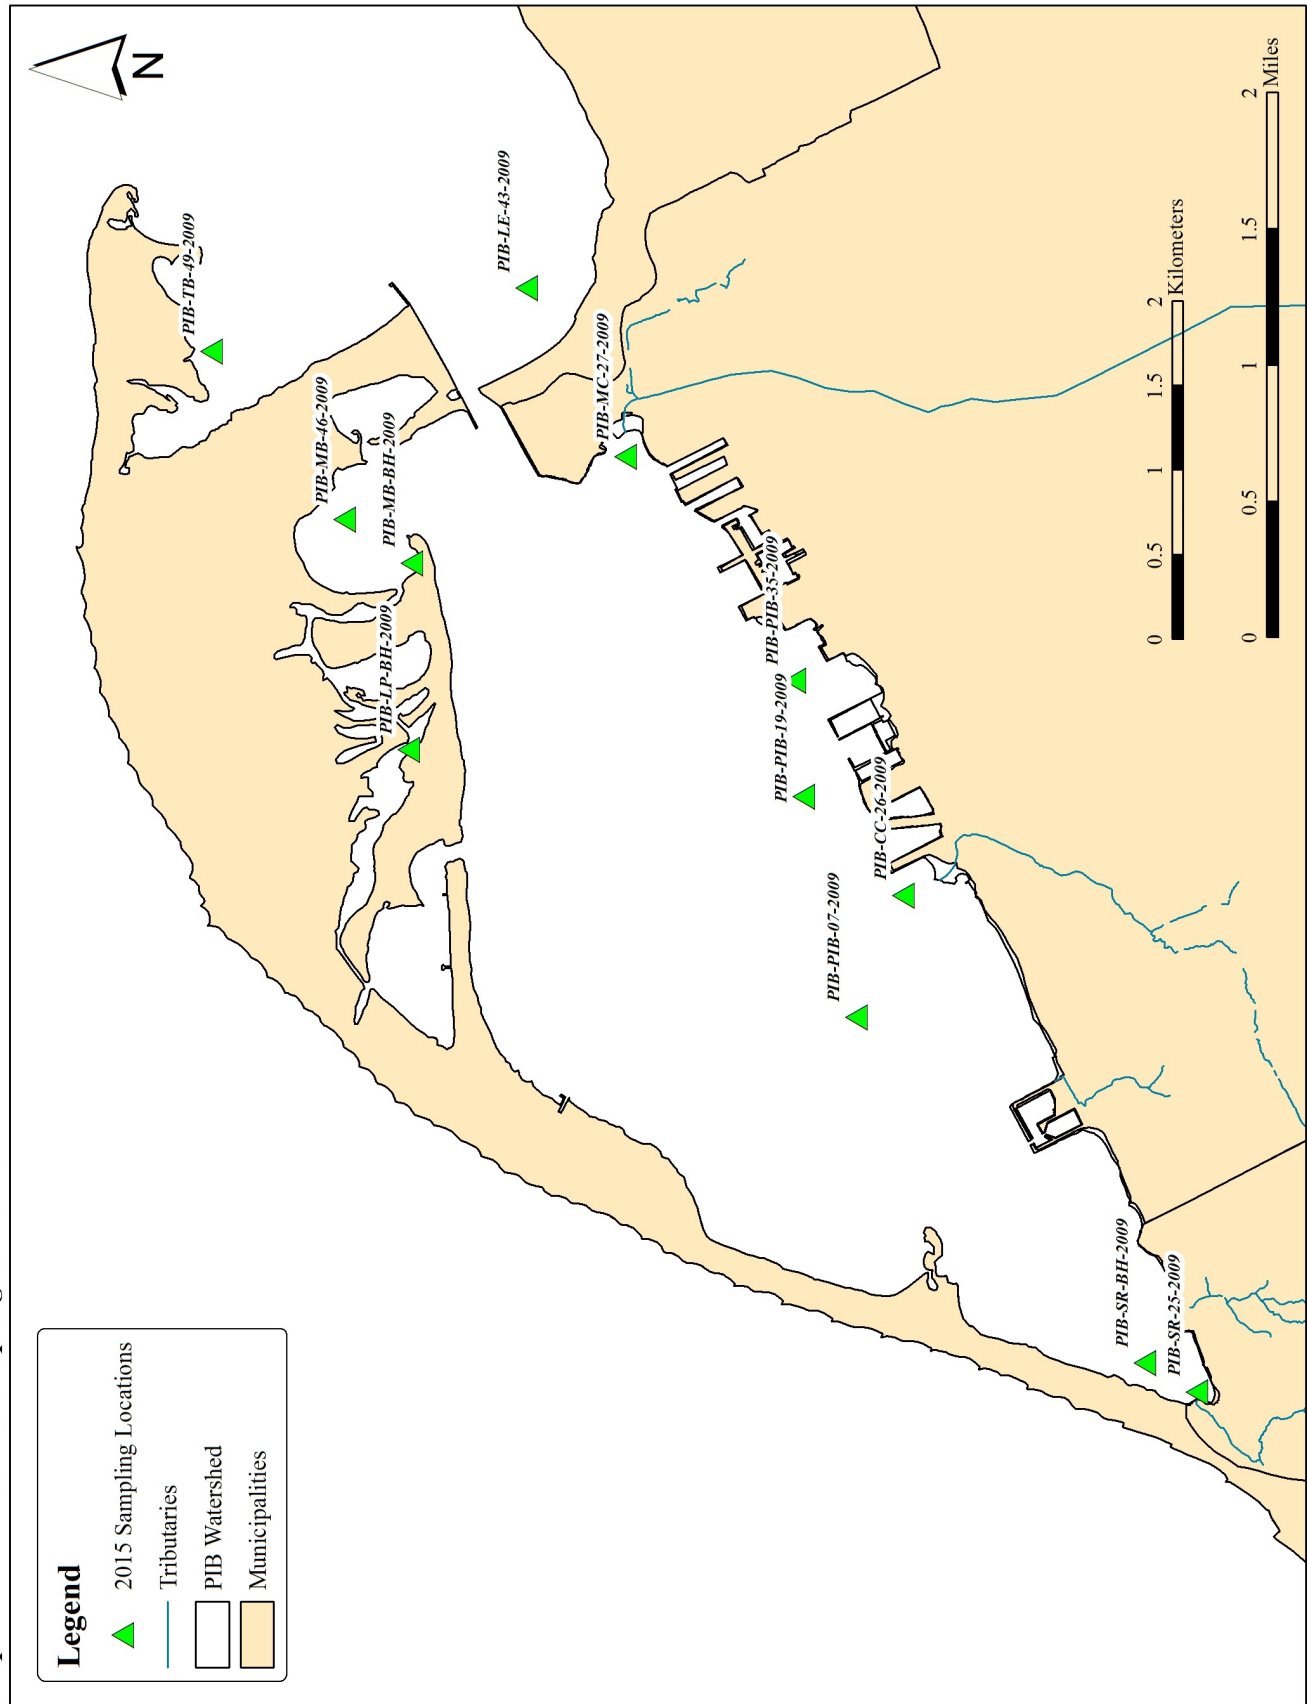 Legend
2015 Sampling Locations
Tributaries
PIB Watershed
Municipalities
N
PIB-TB-49-2009
PIB-LE-43-2009
PIB-MB-46-2009
PIB-MB-BH-2009
PIB-LP-BH-2009
PIB-MC-27-2009
PIB-PIB-35-2009
PIB-PIB-19-2009
PIB-CC-26-2009
PIB-PIB-07-2009
PIB-SR-BH-2009
PIB-SR-25-2009
0 0.5 1 1.5 2
Kilometers
0 0.5 1 1.5 2
Miles